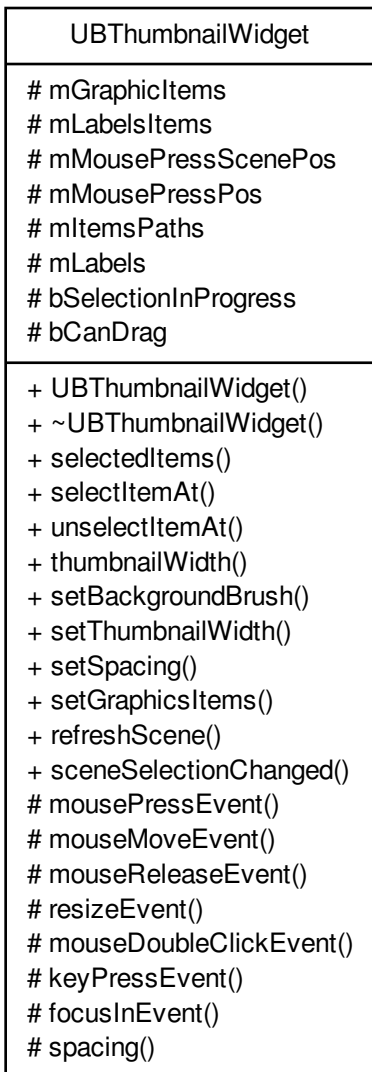 UBThumbnailWidget
# mGraphicItems
# mLabelsItems
# mMousePressScenePos
# mMousePressPos
# mItemsPaths
# mLabels
# bSelectionInProgress
# bCanDrag
+ UBThumbnailWidget()
+ ~UBThumbnailWidget()
+ selectedItems()
+ selectItemAt()
+ unselectItemAt()
+ thumbnailWidth()
+ setBackgroundBrush()
+ setThumbnailWidth()
+ setSpacing()
+ setGraphicsItems()
+ refreshScene()
+ sceneSelectionChanged()
# mousePressEvent()
# mouseMoveEvent()
# mouseReleaseEvent()
# resizeEvent()
# mouseDoubleClickEvent()
# keyPressEvent()
# focusInEvent()
# spacing()